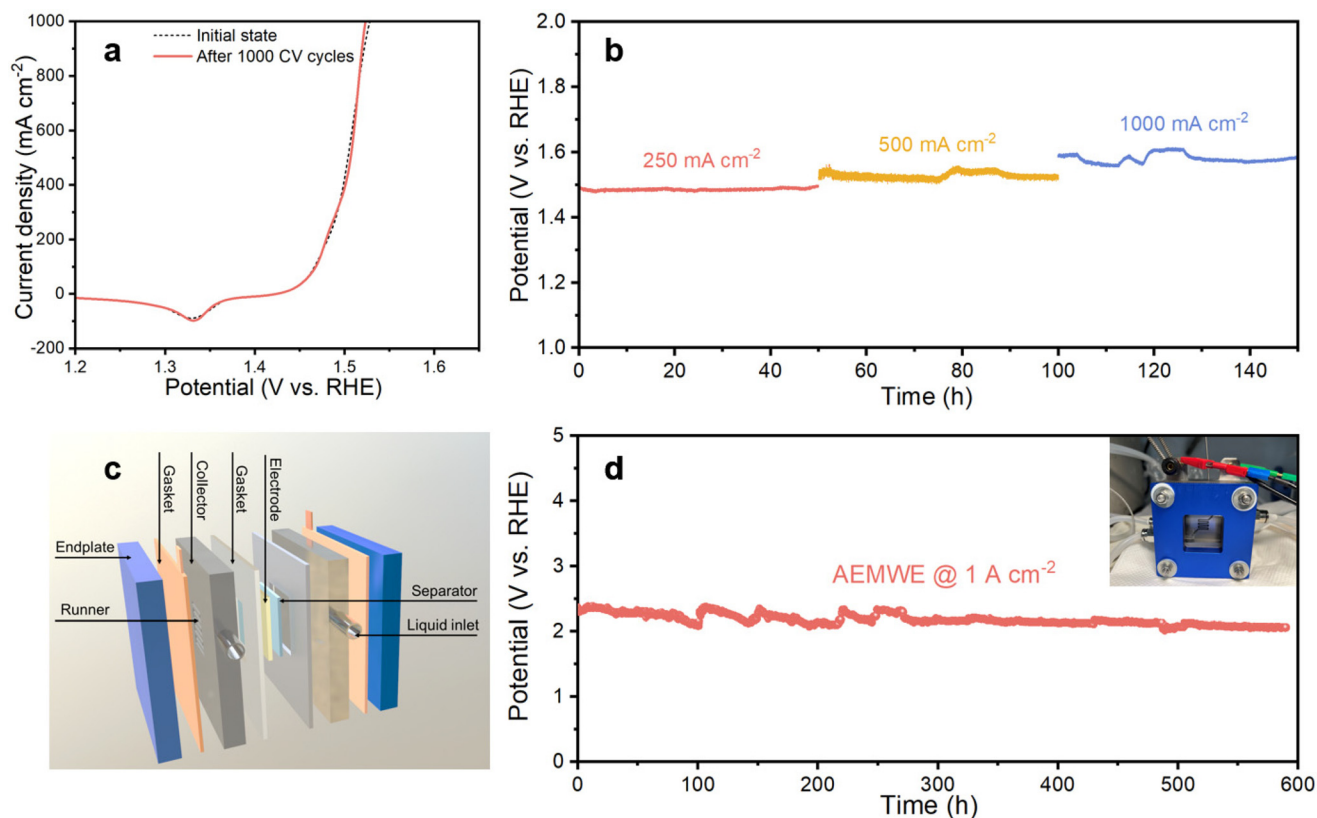 a
Initial state
After 1000 CV cycles
Current density (mA cm⁻²)
1000
800
600
400
200
0
-200
1.2
1.3
1.4
1.5
1.6
Potential (V vs. RHE)
b
250 mA cm⁻²
500 mA cm⁻²
1000 mA cm⁻²
Potential (V vs. RHE)
2.0
1.8
1.6
1.4
1.2
1.0
0
20
40
60
80
100
120
140
Time (h)
c
Gasket
Collector
Gasket
Electrode
Endplate
Runner
Separator
Liquid inlet
d
AEMWE @ 1 A cm⁻²
Potential (V vs. RHE)
5
4
3
2
1
0
0
100
200
300
400
500
600
Time (h)